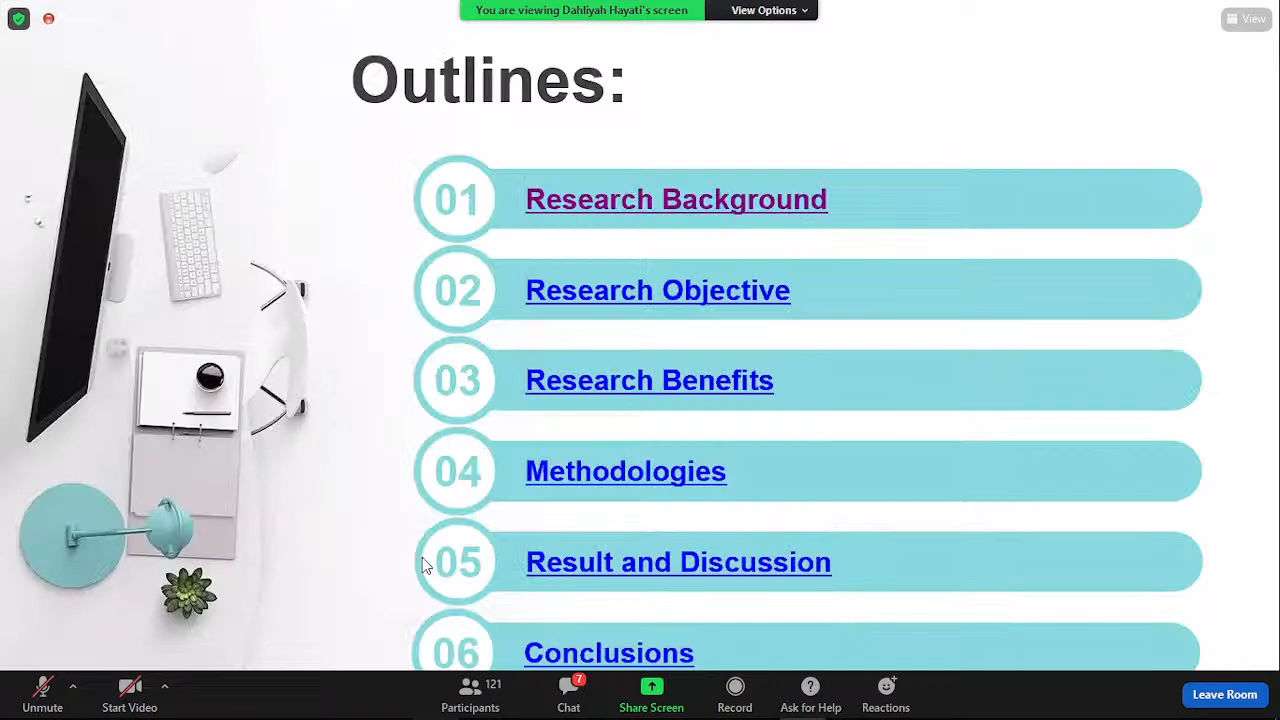 You are viewing Dahliyah Hayati's screen
View Options
View
Outlines:
01 Research Background
02 Research Objective
03 Research Benefits
04 Methodologies
05 Result and Discussion
06 Conclusions
Unmute
Start Video
Participants 121
Chat 7
Share Screen
Record
Ask for Help
Reactions
Leave Room